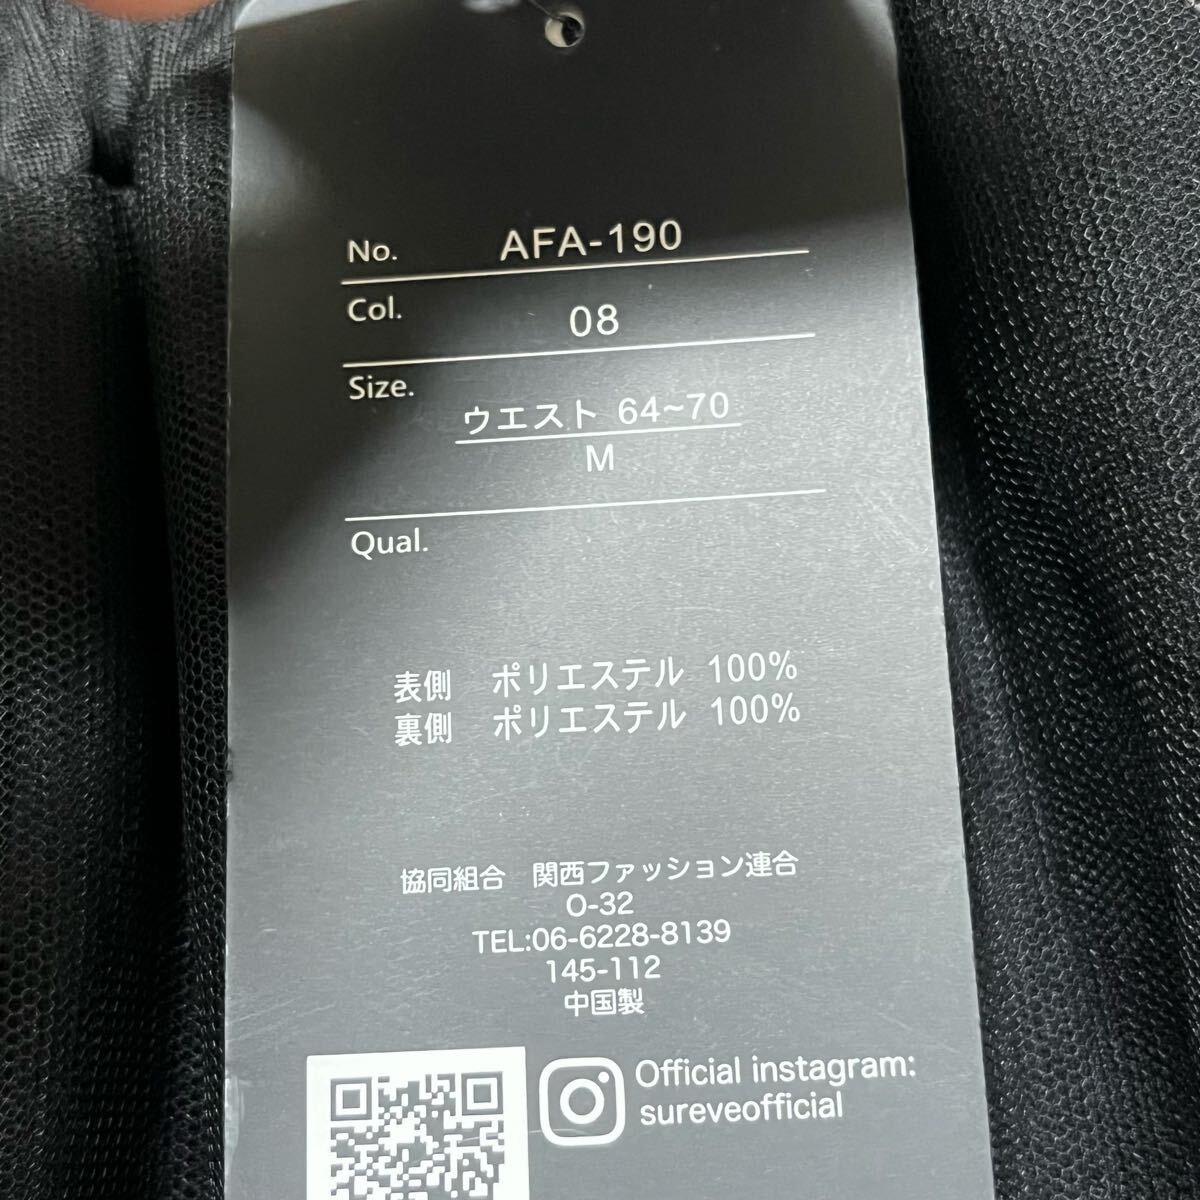 No. AFA-190
Col. 08
Size.
ウエスト 64~70
M
Qual.
表側 ポリエステル 100%
裏側 ポリエステル 100%
協同組合 関西ファッション連合
O-32
TEL:06-6228-8139
145-112
中国製
Official instagram:
sureveofficial